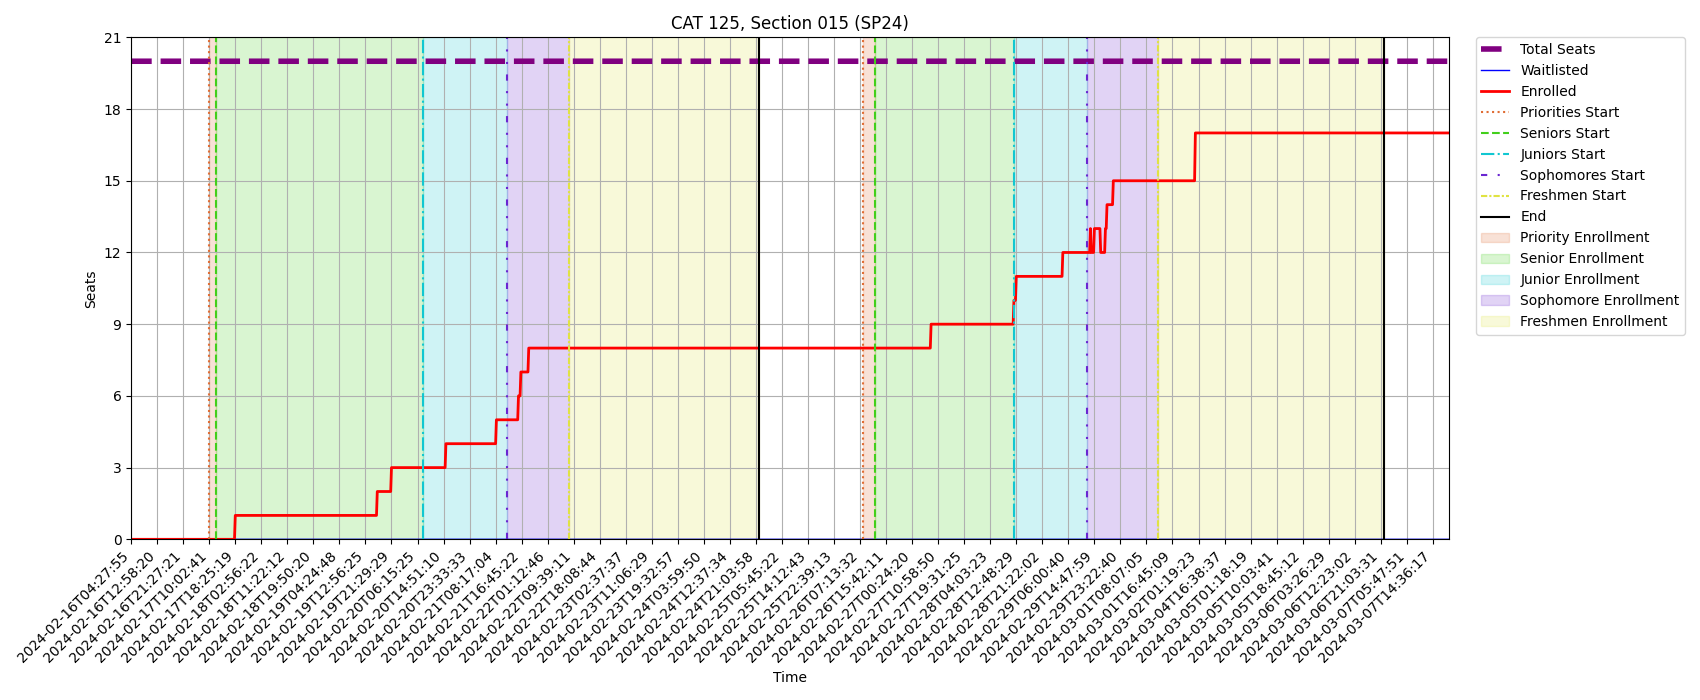 CAT 125, Section 015 (SP24)
21
18
15
12
9
6
3
0
Seats
2024-02-16T04:27:55
2024-02-16T12:58:20
2024-02-16T21:27:21
2024-02-17T10:02:41
2024-02-17T18:25:19
2024-02-18T02:56:22
2024-02-18T11:22:12
2024-02-18T19:50:20
2024-02-19T04:24:48
2024-02-19T12:56:25
2024-02-19T21:29:29
2024-02-20T06:15:25
2024-02-20T14:51:10
2024-02-20T23:33:33
2024-02-21T08:17:04
2024-02-21T16:45:22
2024-02-22T01:12:46
2024-02-22T09:39:11
2024-02-22T18:08:44
2024-02-23T02:37:37
2024-02-23T11:06:29
2024-02-23T19:32:57
2024-02-24T03:59:50
2024-02-24T12:37:34
2024-02-24T21:03:58
2024-02-25T05:45:22
2024-02-25T14:12:43
2024-02-25T22:39:13
2024-02-26T07:13:32
2024-02-26T15:42:11
2024-02-27T00:24:20
2024-02-27T10:58:50
2024-02-27T19:31:25
2024-02-28T04:03:23
2024-02-28T12:48:29
2024-02-28T21:22:02
2024-02-29T06:00:40
2024-02-29T14:47:59
2024-02-29T23:22:40
2024-03-01T08:07:05
2024-03-01T16:45:09
2024-03-02T01:19:23
2024-03-04T16:38:37
2024-03-05T01:18:19
2024-03-05T10:03:41
2024-03-05T18:45:12
2024-03-06T03:26:29
2024-03-06T12:23:02
2024-03-06T21:03:31
2024-03-07T05:47:51
2024-03-07T14:36:17
Time
Total Seats
Waitlisted
Enrolled
Priorities Start
Seniors Start
Juniors Start
Sophomores Start
Freshmen Start
End
Priority Enrollment
Senior Enrollment
Junior Enrollment
Sophomore Enrollment
Freshmen Enrollment